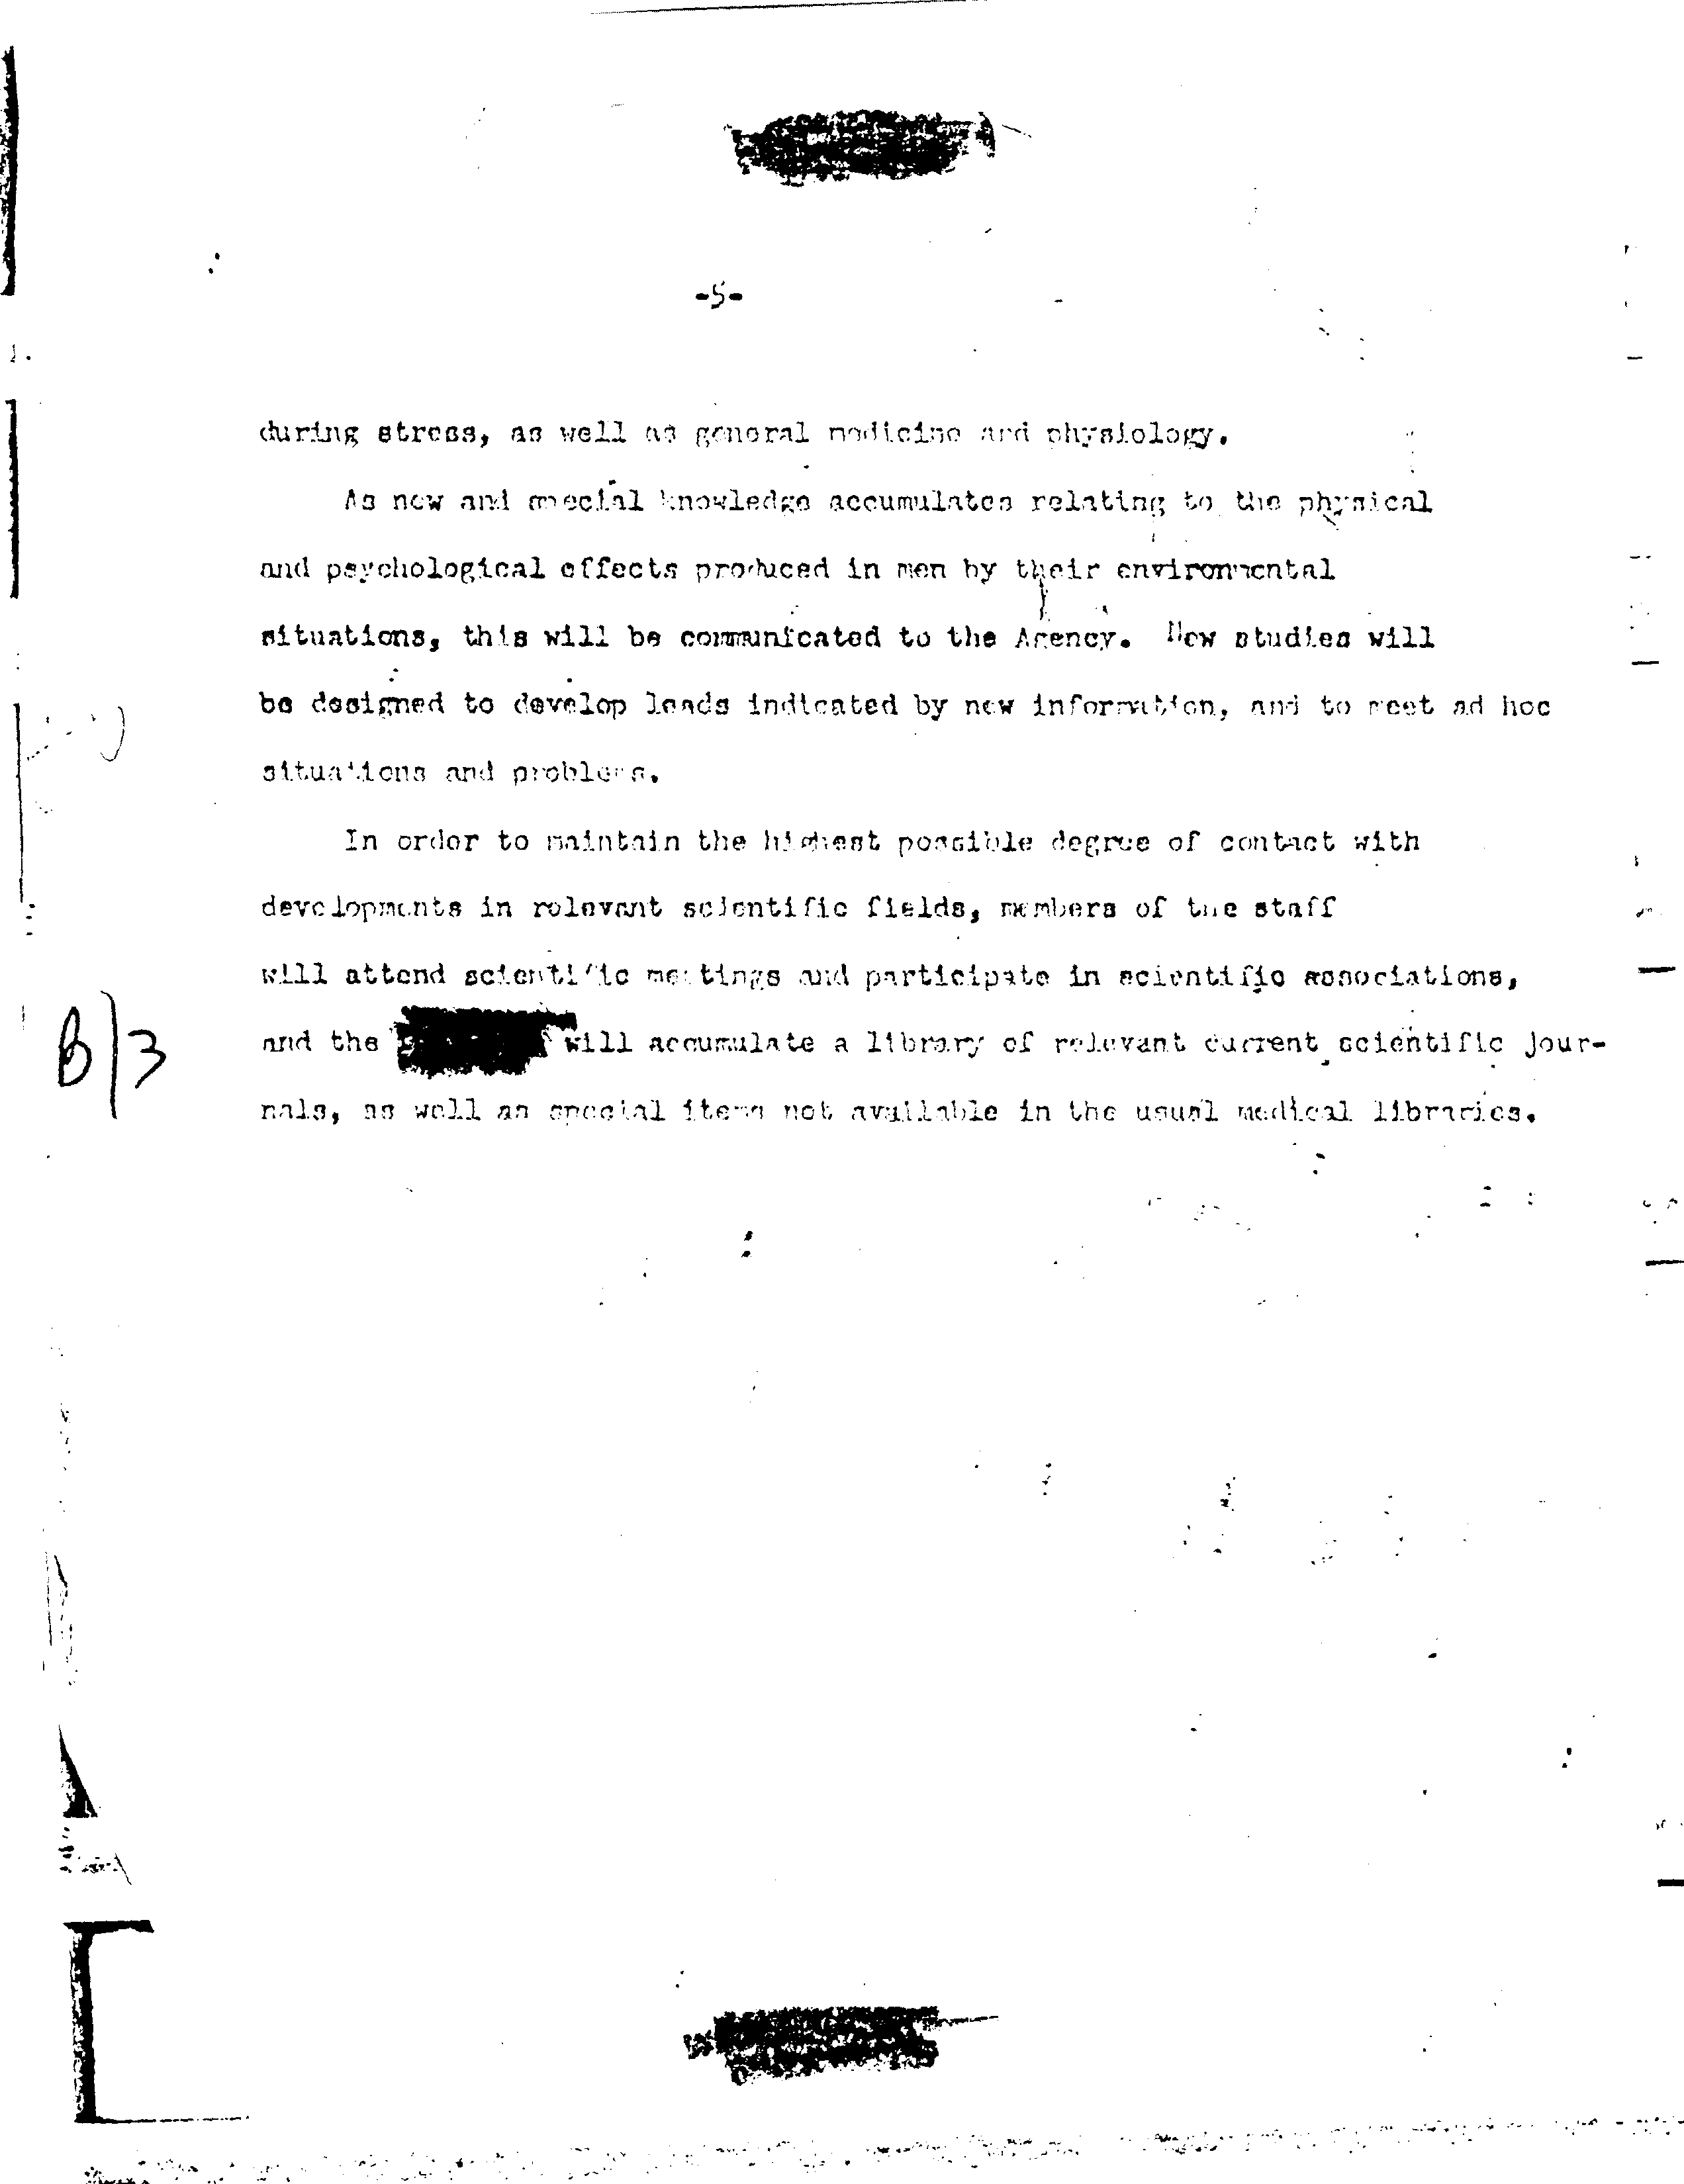 -5-
during stress, as well as general medicine and physiology.
As new and special knowledge accumulates relating to the physical
and psychological effects produced in men by their environmental
situations, this will be communicated to the Agency. New studies will
be designed to develop leads indicated by new information, and to meet ad hoc
situations and problems.
In order to maintain the highest possible degree of contact with
developments in relevant scientific fields, members of the staff
will attend scientific meetings and participate in scientific associations,
B/3
and the will accumulate a library of relevant current scientific jour-
nals, as well as special items not available in the usual medical libraries.